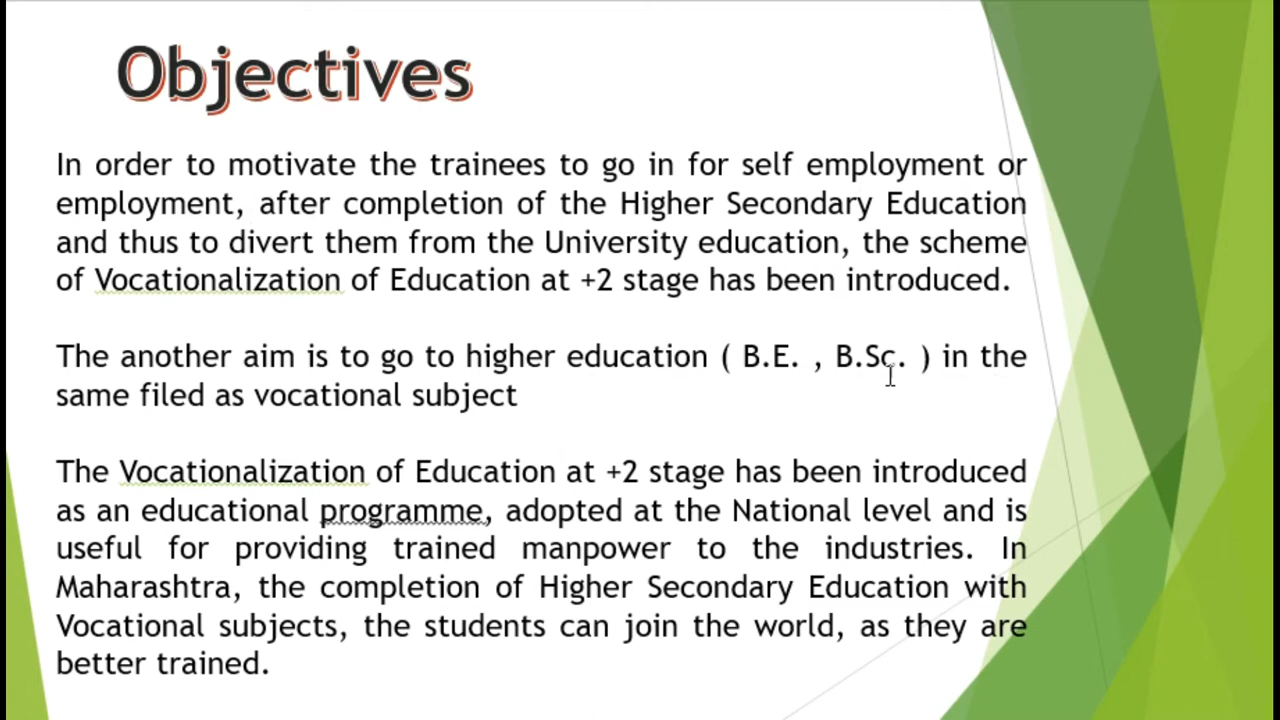 Objectives
In order to motivate the trainees to go in for self employment or
employment, after completion of the Higher Secondary Education
and thus to divert them from the University education, the scheme
of Vocationalization of Education at +2 stage has been introduced.
The another aim is to go to higher education ( B.E. , B.Sc. ) in the
same filed as vocational subject
The Vocationalization of Education at +2 stage has been introduced
as an educational programme, adopted at the National level and is
useful for providing trained manpower to the industries. In
Maharashtra, the completion of Higher Secondary Education with
Vocational subjects, the students can join the world, as they are
better trained.